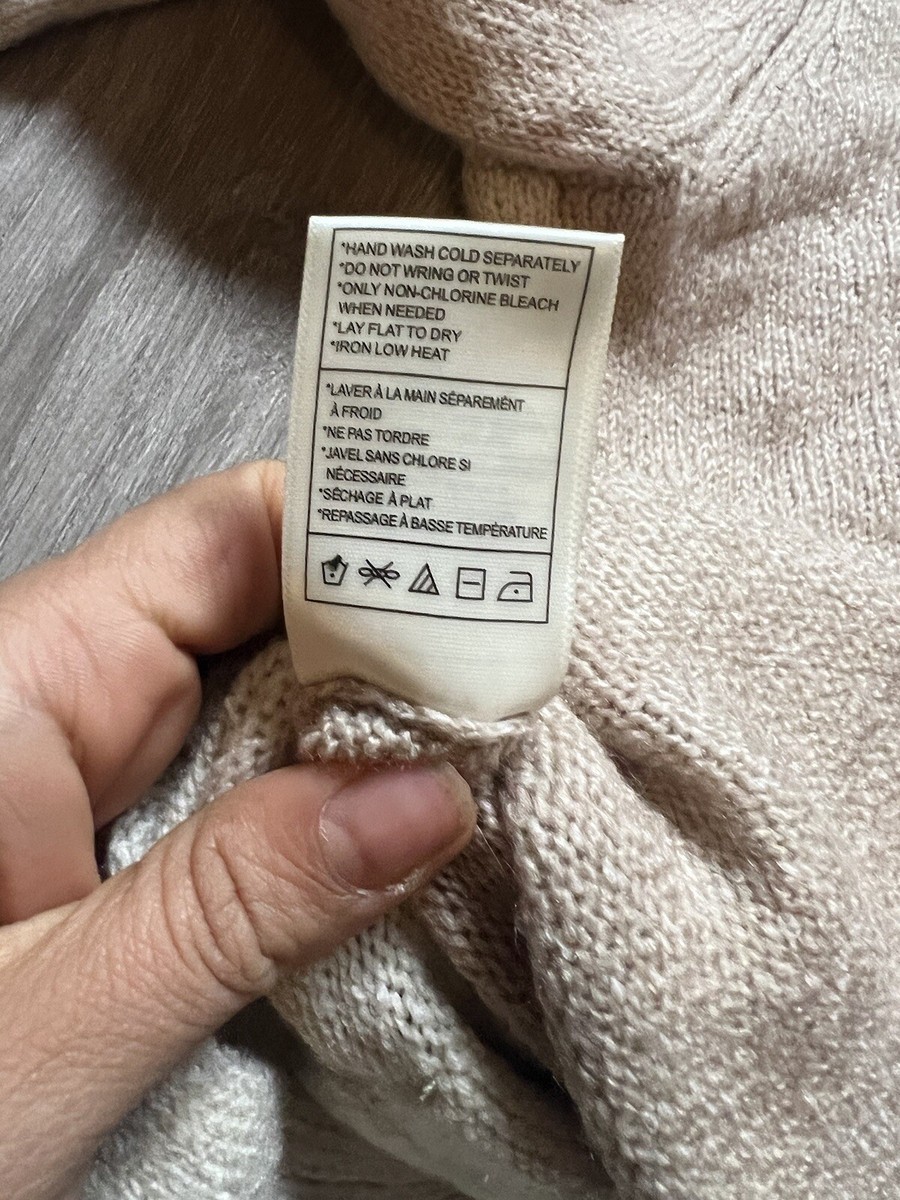 *HAND WASH COLD SEPARATELY
*DO NOT WRING OR TWIST
*ONLY NON-CHLORINE BLEACH
WHEN NEEDED
*LAY FLAT TO DRY
*IRON LOW HEAT
*LAVER À LA MAIN SÉPAREMÈNT
À FROID
*NE PAS TORDRE
*JAVEL SANS CHLORE SI
NÉCESSAIRE
*SÉCHAGE À PLAT
*REPASSAGE À BASSE TEMPÉRATURE